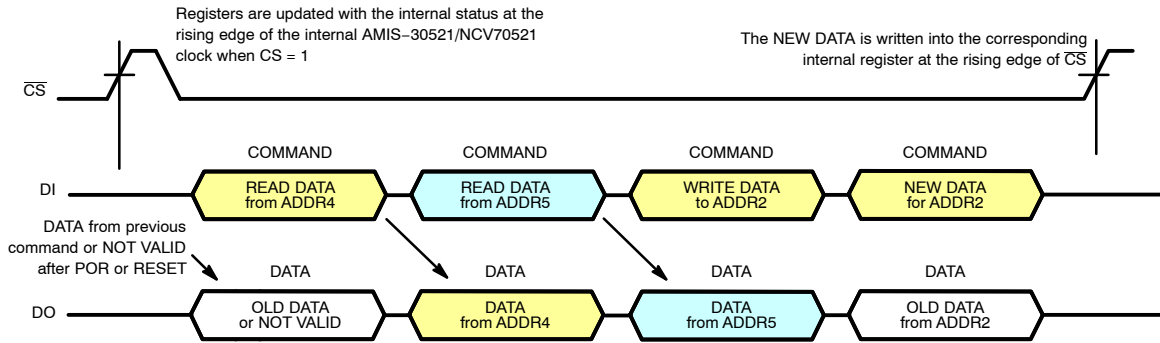 Registers are updated with the internal status at the
rising edge of the internal AMIS−30521/NCV70521
clock when CS = 1
The NEW DATA is written into the corresponding
internal register at the rising edge of CS
CS
COMMAND
COMMAND
COMMAND
COMMAND
DI
READ DATA
from ADDR4
READ DATA
from ADDR5
WRITE DATA
to ADDR2
NEW DATA
for ADDR2
DATA from previous
command or NOT VALID
after POR or RESET
DATA
DATA
DATA
DATA
DO
OLD DATA
or NOT VALID
DATA
from ADDR4
DATA
from ADDR5
OLD DATA
from ADDR2